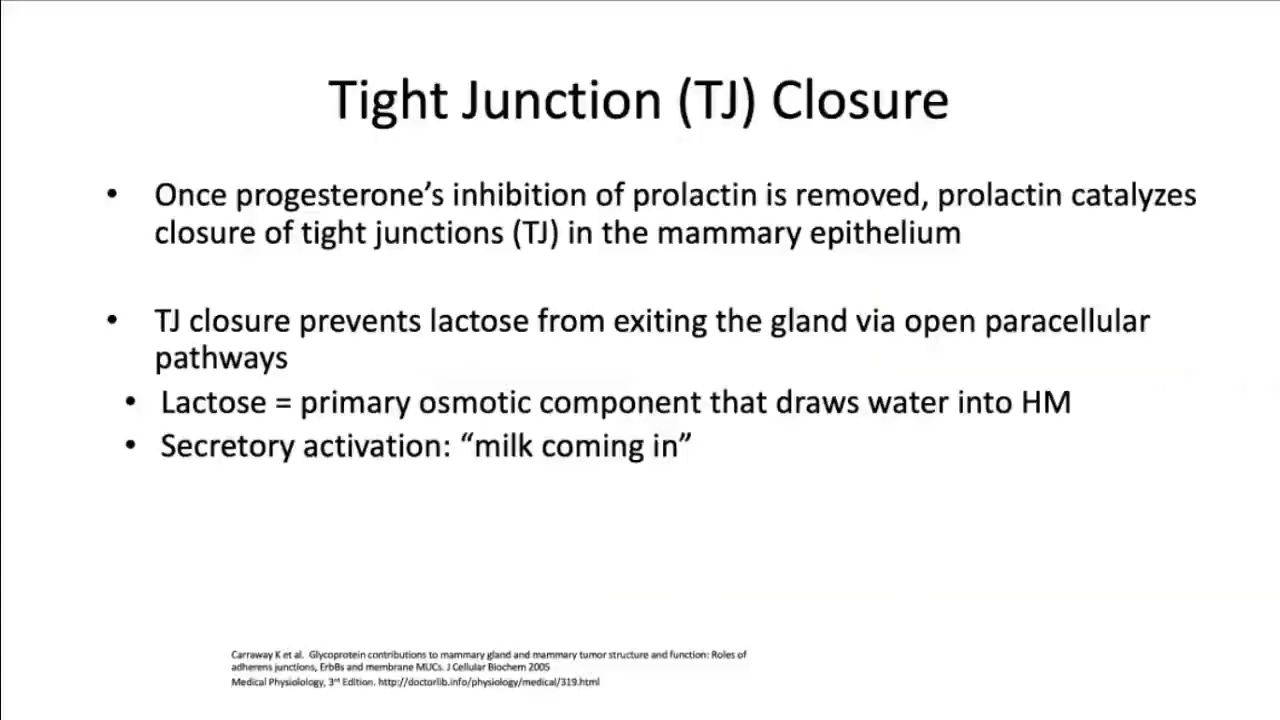 Tight Junction (TJ) Closure
• Once progesterone’s inhibition of prolactin is removed, prolactin catalyzes
closure of tight junctions (TJ) in the mammary epithelium
• TJ closure prevents lactose from exiting the gland via open paracellular
pathways
• Lactose = primary osmotic component that draws water into HM
• Secretory activation: “milk coming in”
Carraway K et al. Glycoprotein contributions to mammary gland and mammary tumor structure and function: Roles of
adherens junctions, ErbBs and membrane MUCs. J Cellular Biochem 2005
Medical Physiolology, 3rd Edition. http://doctorlib.info/physiology/medical/319.html